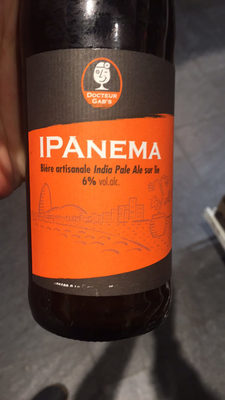 DOCTEUR
GAB'S
IPANEMA
Bière artisanale India Pale Ale sur lie
6% vol.alc.